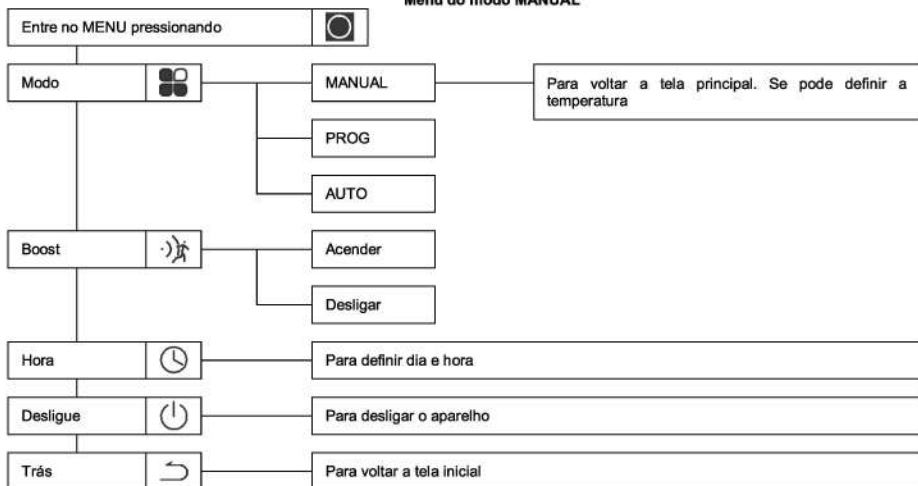 Menu do modo MANUAL
Entre no MENU pressionando
Modo
MANUAL
Para voltar a tela principal. Se pode definir a
temperatura
PROG
AUTO
Boost
Acender
Desligar
Hora
Para definir dia e hora
Desligue
Para desligar o aparelho
Trás
Para voltar a tela inicial